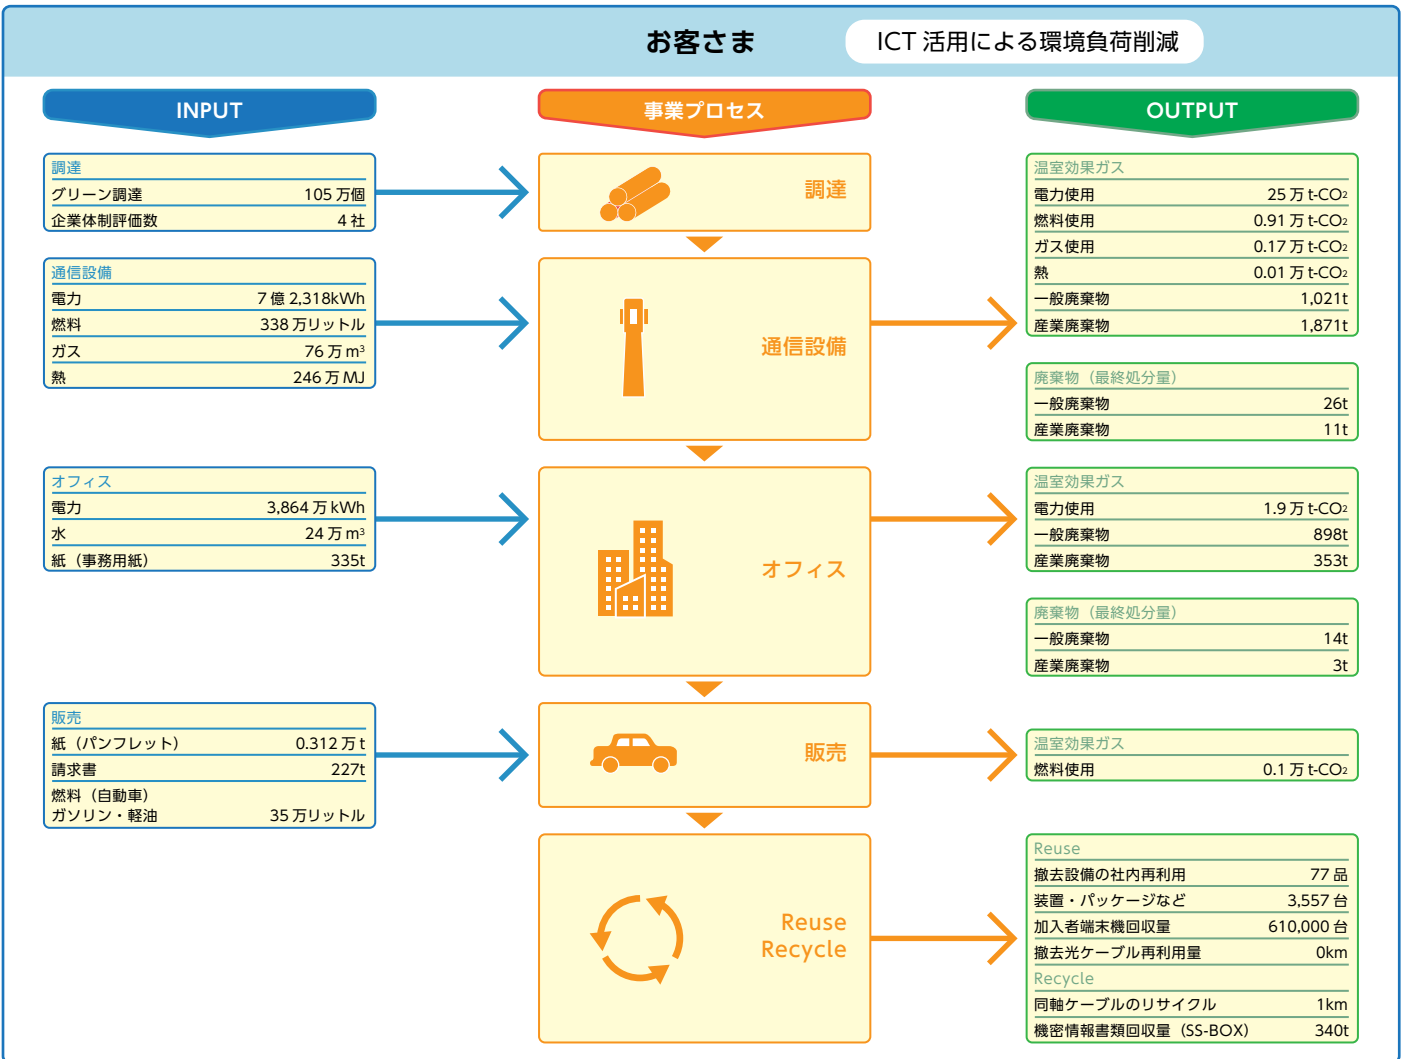 お客さま
ICT 活用による環境負荷削減
INPUT
調達
グリーン調達 105 万個
企業体制評価数 4 社
通信設備
電力 7 億 2,318kWh
燃料 338 万リットル
ガス 76 万 m³
熱 246 万 MJ
オフィス
電力 3,864 万 kWh
水 24 万 m³
紙（事務用紙） 335t
販売
紙（パンフレット） 0.312 万 t
請求書 227t
燃料（自動車）
ガソリン・軽油 35 万リットル
事業プロセス
調達
通信設備
オフィス
販売
Reuse
Recycle
OUTPUT
温室効果ガス
電力使用 25 万 t-CO₂
燃料使用 0.91 万 t-CO₂
ガス使用 0.17 万 t-CO₂
熱 0.01 万 t-CO₂
一般廃棄物 1,021t
産業廃棄物 1,871t
廃棄物（最終処分量）
一般廃棄物 26t
産業廃棄物 11t
温室効果ガス
電力使用 1.9 万 t-CO₂
一般廃棄物 898t
産業廃棄物 353t
廃棄物（最終処分量）
一般廃棄物 14t
産業廃棄物 3t
温室効果ガス
燃料使用 0.1 万 t-CO₂
Reuse
撤去設備の社内再利用 77 品
装置・パッケージなど 3,557 台
加入者端末機回収量 610,000 台
撤去光ケーブル再利用量 0km
Recycle
同軸ケーブルのリサイクル 1km
機密情報書類回収量（SS-BOX） 340t